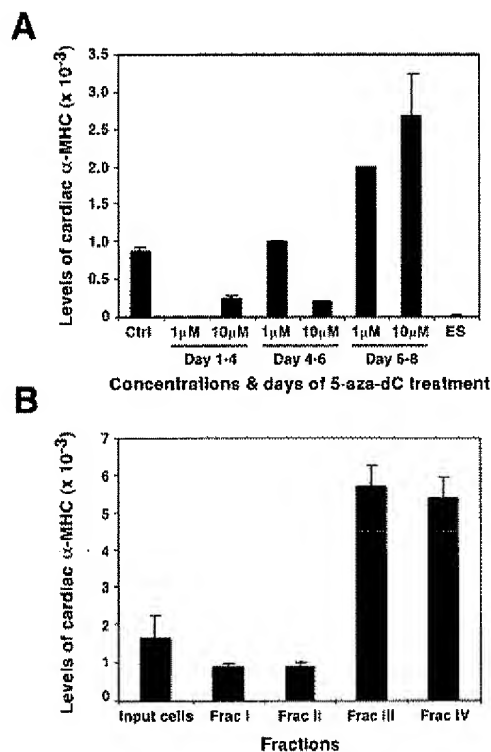 A
Levels of cardiac α-MHC (x 10⁻³)
3.5
3.0
2.5
2.0
1.5
1.0
0.5
0
Ctrl 1μM 10μM 1μM 10μM 1μM 10μM ES
Day 1-4 Day 4-6 Day 6-8
Concentrations & days of 5-aza-dC treatment
B
Levels of cardiac α-MHC (x 10⁻³)
7
6
5
4
3
2
1
0
Input cells Frac I Frac II Frac III Frac IV
Fractions